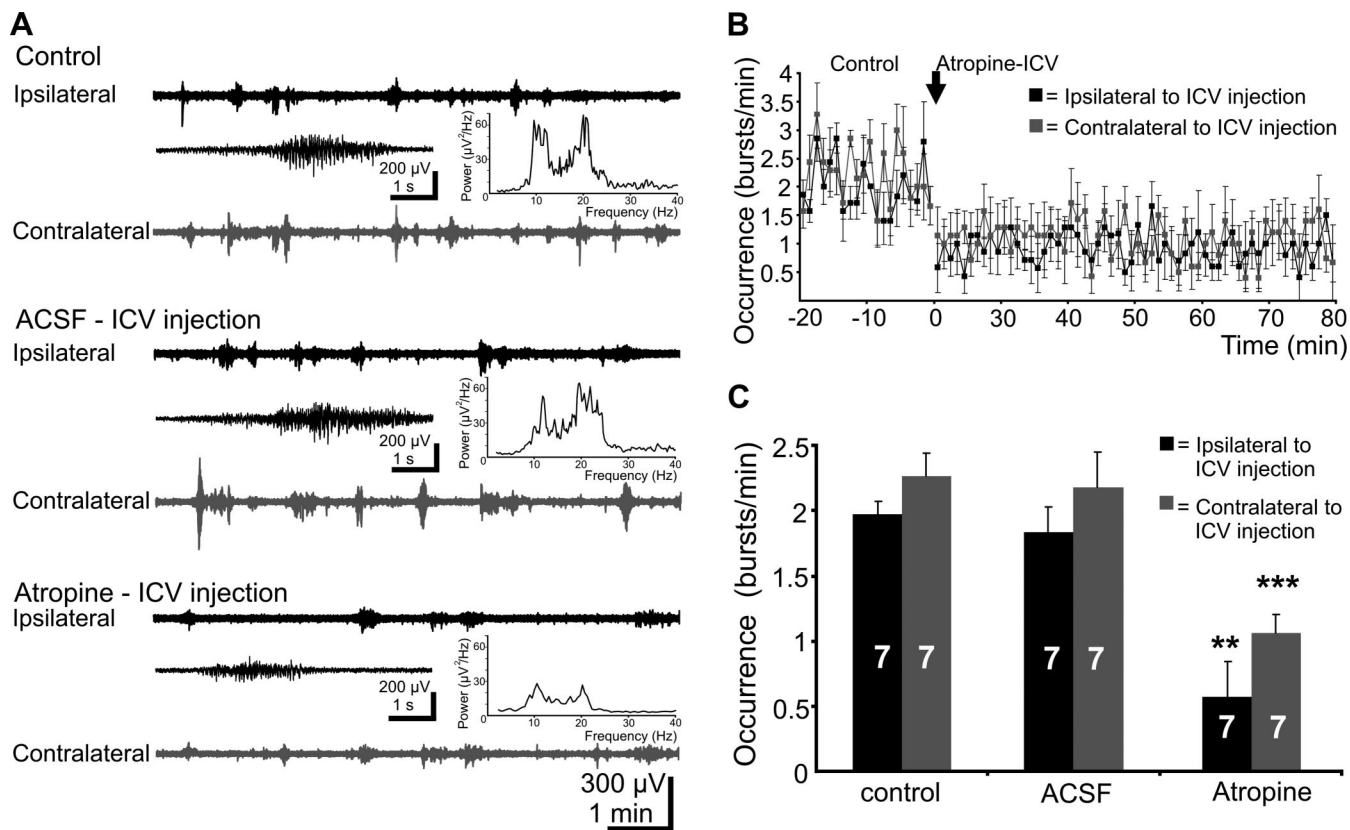 A
Control
Ipsilateral
200 µV
1 s
Power (µV²/Hz)
60
30
0
10
20
30
40
Frequency (Hz)
Contralateral
ACSF - ICV injection
Ipsilateral
200 µV
1 s
Power (µV²/Hz)
60
30
0
10
20
30
40
Frequency (Hz)
Contralateral
Atropine - ICV injection
Ipsilateral
200 µV
1 s
Power (µV²/Hz)
60
30
0
10
20
30
40
Frequency (Hz)
Contralateral
300 µV
1 min
B
Control
Atropine-ICV
= Ipsilateral to ICV injection
= Contralateral to ICV injection
Occurrence (bursts/min)
4
3.5
3
2.5
2
1.5
1
0.5
-20
-10
0
30
40
50
60
70
80
Time (min)
C
= Ipsilateral to
ICV injection
= Contralateral to
ICV injection
Occurrence (bursts/min)
2.5
2
1.5
1
0.5
0
7
7
7
7
**
7
***
7
control
ACSF
Atropine